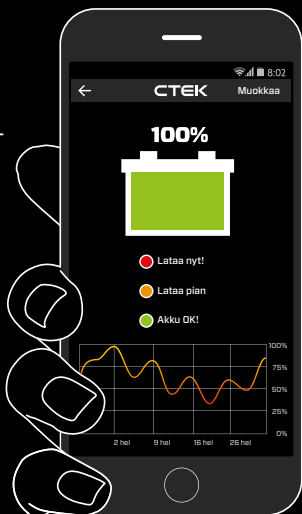 8:02
CTEK Muokkaa
100%
Lataa nyt!
Lataa pian
Akku OK!
100%
75%
50%
25%
0%
2 hel 9 hel 16 hel 26 hel